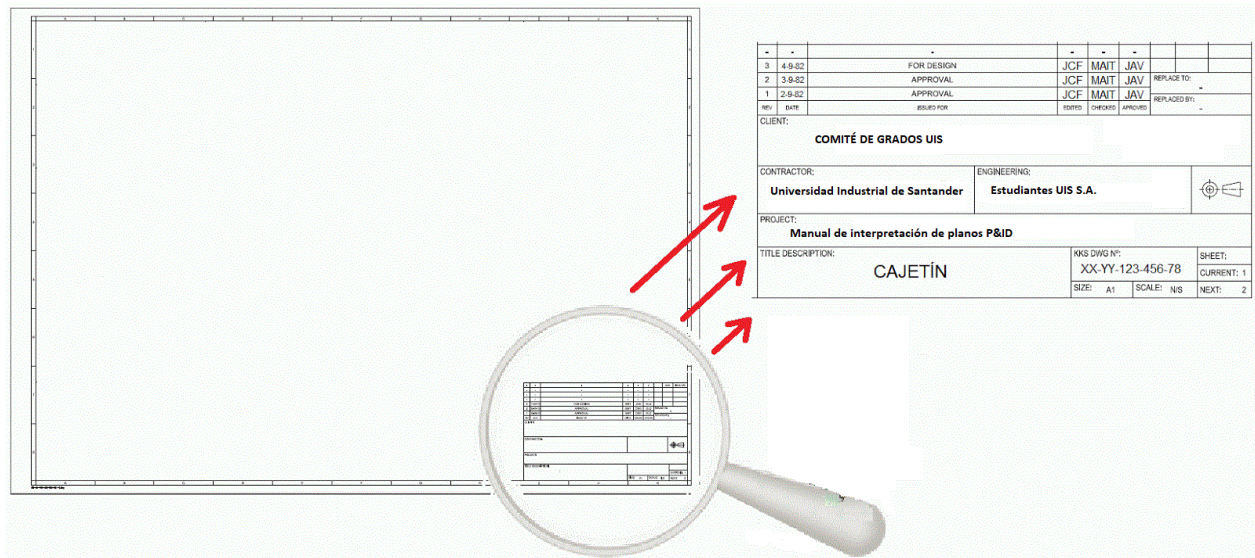 - - - - - -
3 4-9-82 FOR DESIGN JCF MAIT JAV
2 3-9-82 APPROVAL JCF MAIT JAV REPLACE TO:
-
1 2-9-82 APPROVAL JCF MAIT JAV REPLACED BY:
-
REV DATE ISSUED FOR EDITED CHECKED APROVED
CLIENT:
COMITÉ DE GRADOS UIS
CONTRACTOR: ENGINEERING:
Universidad Industrial de Santander Estudiantes UIS S.A.
PROJECT:
Manual de interpretación de planos P&ID
TITLE DESCRIPTION: KKS DWG Nº: SHEET:
CAJETÍN XX-YY-123-456-78 CURRENT: 1
SIZE: A1 SCALE: N/S NEXT: 2